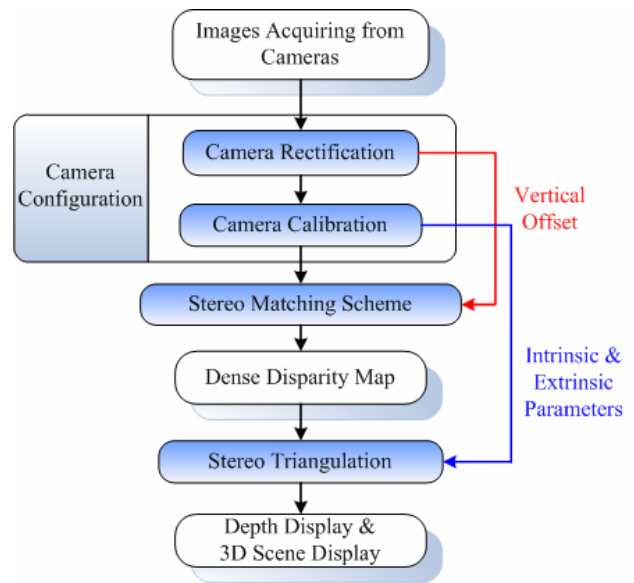 Images Acquiring from
Cameras
Camera
Configuration
Camera Rectification
Camera Calibration
Vertical
Offset
Stereo Matching Scheme
Dense Disparity Map
Intrinsic &
Extrinsic
Parameters
Stereo Triangulation
Depth Display &
3D Scene Display